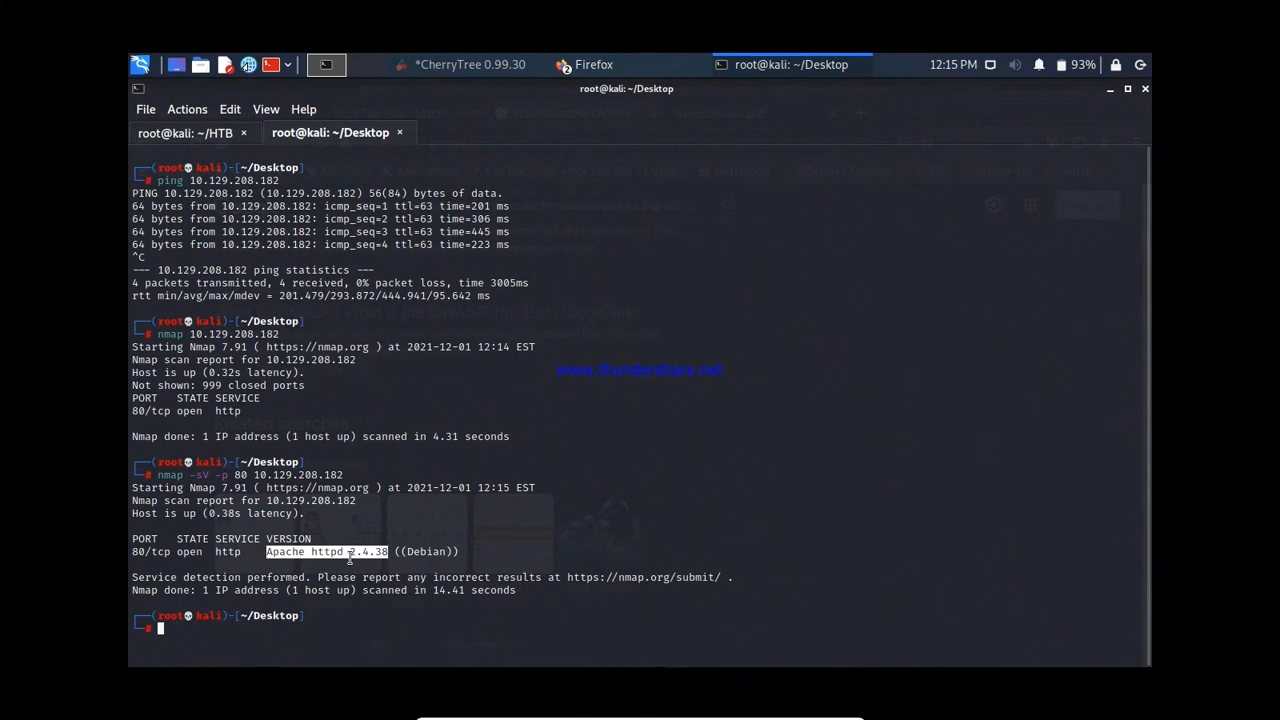 *CherryTree 0.99.30
2 Firefox
root@kali: ~/Desktop
12:15 PM
93%
root@kali: ~/Desktop
File Actions Edit View Help
root@kali: ~/HTB × root@kali: ~/Desktop ×
┌──(root💀kali)-[~/Desktop]
└─# ping 10.129.208.182
PING 10.129.208.182 (10.129.208.182) 56(84) bytes of data.
64 bytes from 10.129.208.182: icmp_seq=1 ttl=63 time=201 ms
64 bytes from 10.129.208.182: icmp_seq=2 ttl=63 time=306 ms
64 bytes from 10.129.208.182: icmp_seq=3 ttl=63 time=445 ms
64 bytes from 10.129.208.182: icmp_seq=4 ttl=63 time=223 ms
^C
--- 10.129.208.182 ping statistics ---
4 packets transmitted, 4 received, 0% packet loss, time 3005ms
rtt min/avg/max/mdev = 201.479/293.872/444.941/95.642 ms
┌──(root💀kali)-[~/Desktop]
└─# nmap 10.129.208.182
Starting Nmap 7.91 ( https://nmap.org ) at 2021-12-01 12:14 EST
Nmap scan report for 10.129.208.182
Host is up (0.32s latency).
www.thundershare.net
Not shown: 999 closed ports
PORT STATE SERVICE
80/tcp open http
Related searches
Nmap done: 1 IP address (1 host up) scanned in 4.31 seconds
┌──(root💀kali)-[~/Desktop]
└─# nmap -sV -p 80 10.129.208.182
Starting Nmap 7.91 ( https://nmap.org ) at 2021-12-01 12:15 EST
Nmap scan report for 10.129.208.182
Host is up (0.38s latency).
PORT STATE SERVICE VERSION
80/tcp open http Apache httpd 2.4.38 ((Debian))
Service detection performed. Please report any incorrect results at https://nmap.org/submit/ .
Nmap done: 1 IP address (1 host up) scanned in 14.41 seconds
┌──(root💀kali)-[~/Desktop]
└─#